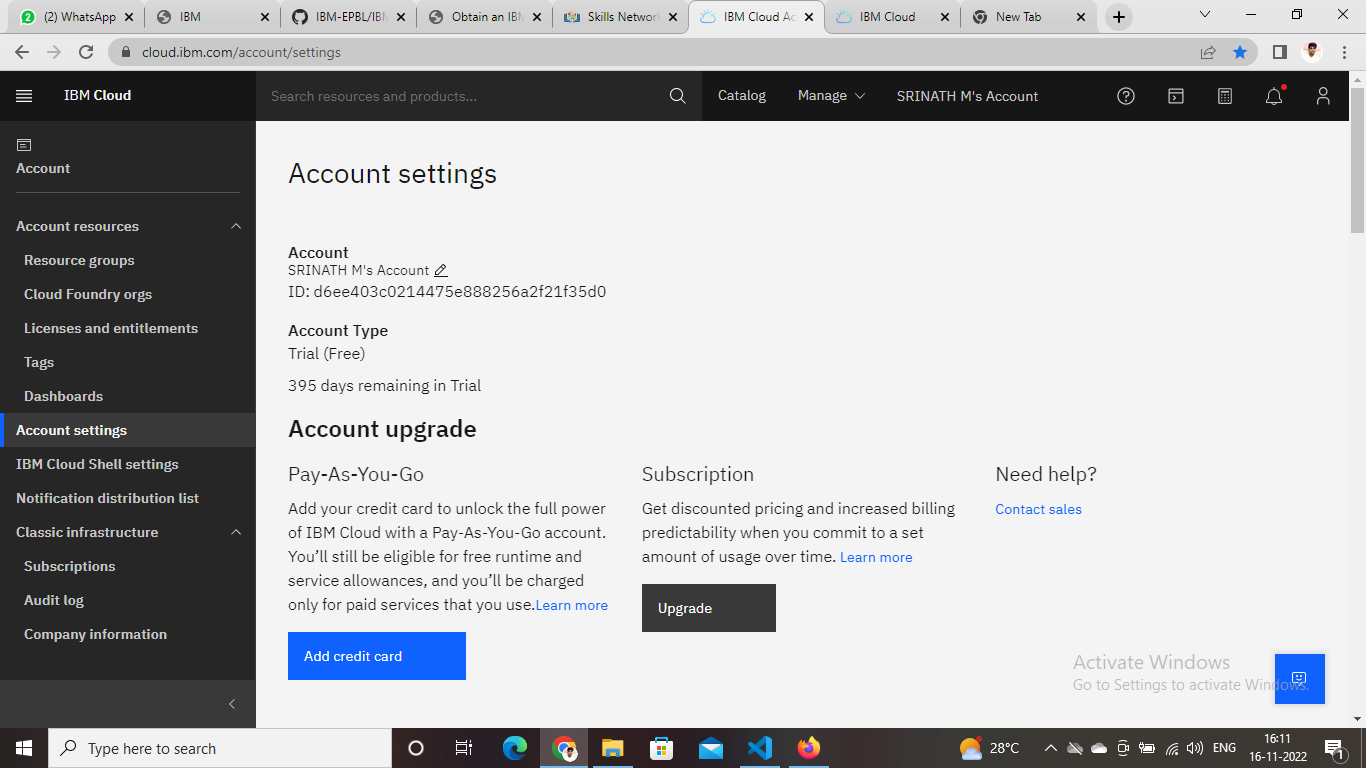 (2) WhatsApp
IBM
IBM-EPBL/IBM
Obtain an IBM
Skills Network
IBM Cloud Ac
IBM Cloud
New Tab
cloud.ibm.com/account/settings
IBM Cloud
Search resources and products...
Catalog
Manage
SRINATH M's Account
Account
Account resources
Resource groups
Cloud Foundry orgs
Licenses and entitlements
Tags
Dashboards
Account settings
IBM Cloud Shell settings
Notification distribution list
Classic infrastructure
Subscriptions
Audit log
Company information
Account settings
Account
SRINATH M's Account
ID: d6ee403c0214475e888256a2f21f35d0
Account Type
Trial (Free)
395 days remaining in Trial
Account upgrade
Pay-As-You-Go
Add your credit card to unlock the full power
of IBM Cloud with a Pay-As-You-Go account.
You’ll still be eligible for free runtime and
service allowances, and you’ll be charged
only for paid services that you use.Learn more
Add credit card
Subscription
Get discounted pricing and increased billing
predictability when you commit to a set
amount of usage over time. Learn more
Upgrade
Need help?
Contact sales
Activate Windows
Go to Settings to activate Windows.
Type here to search
28°C
ENG
16:11
16-11-2022
1